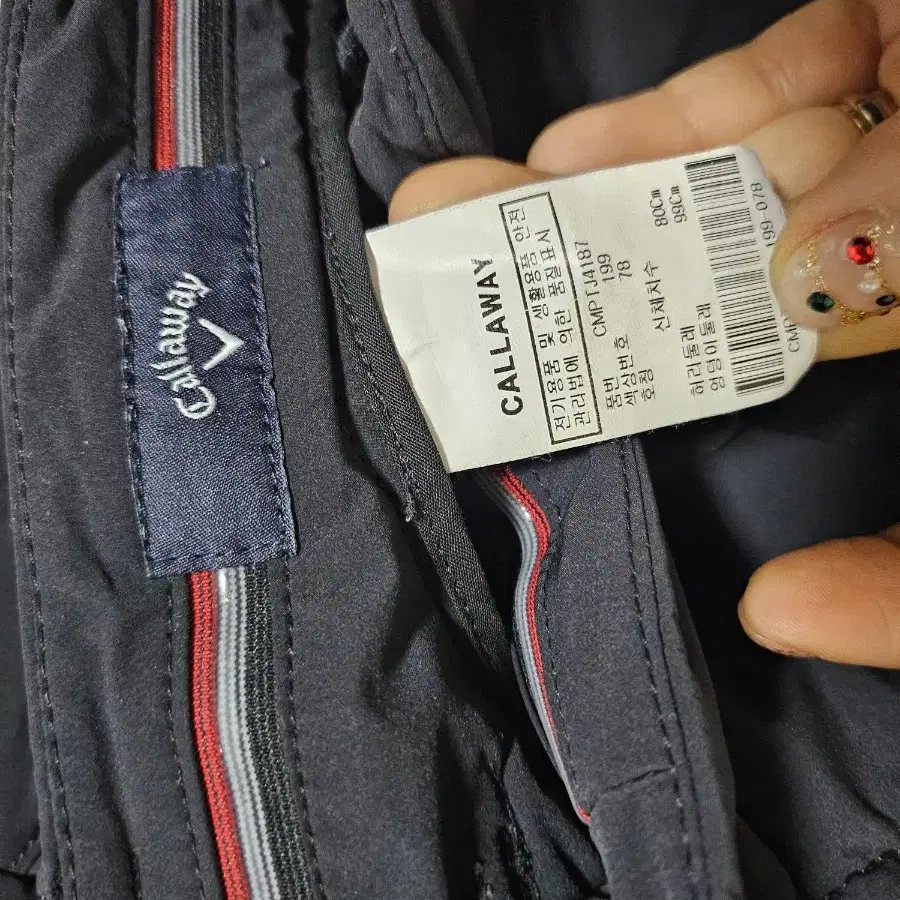 Callaway
CALLAWAY
전기용품 및 생활용품 안전
관리법에 의한 품질표시
품번 CMPTJ4187
색상번호 199
호칭 78
신체치수
허리둘레 80Cm
엉덩이둘레 99Cm
199-078